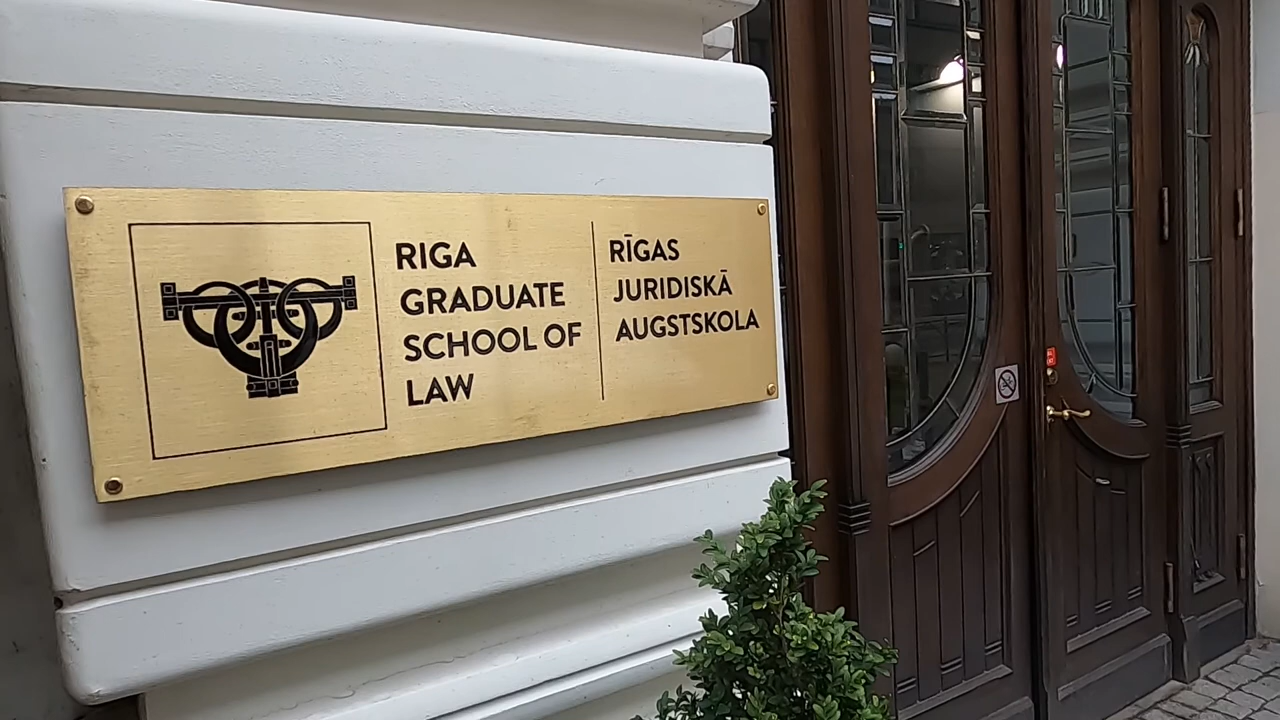 RIGA
GRADUATE
SCHOOL OF
LAW
RĪGAS
JURIDISKĀ
AUGSTSKOLA